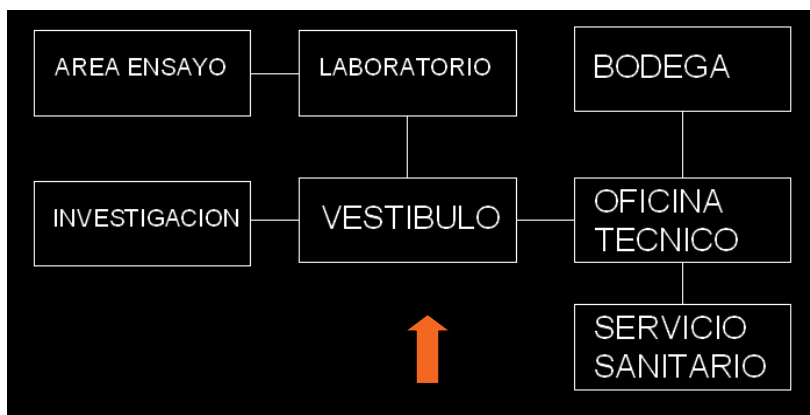 AREA ENSAYO
LABORATORIO
BODEGA
INVESTIGACION
VESTIBULO
OFICINA
TECNICO
SERVICIO
SANITARIO